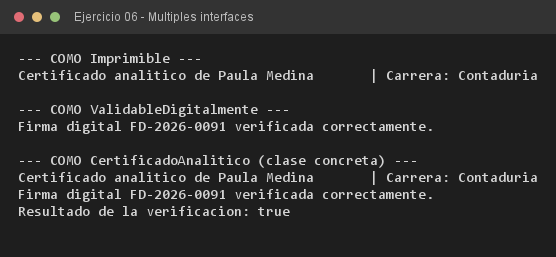 Ejercicio 06 - Multiples interfaces
--- COMO Imprimible ---
Certificado analitico de Paula Medina       | Carrera: Contaduria
--- COMO ValidableDigitalmente ---
Firma digital FD-2026-0091 verificada correctamente.
--- COMO CertificadoAnalitico (clase concreta) ---
Certificado analitico de Paula Medina       | Carrera: Contaduria
Firma digital FD-2026-0091 verificada correctamente.
Resultado de la verificacion: true